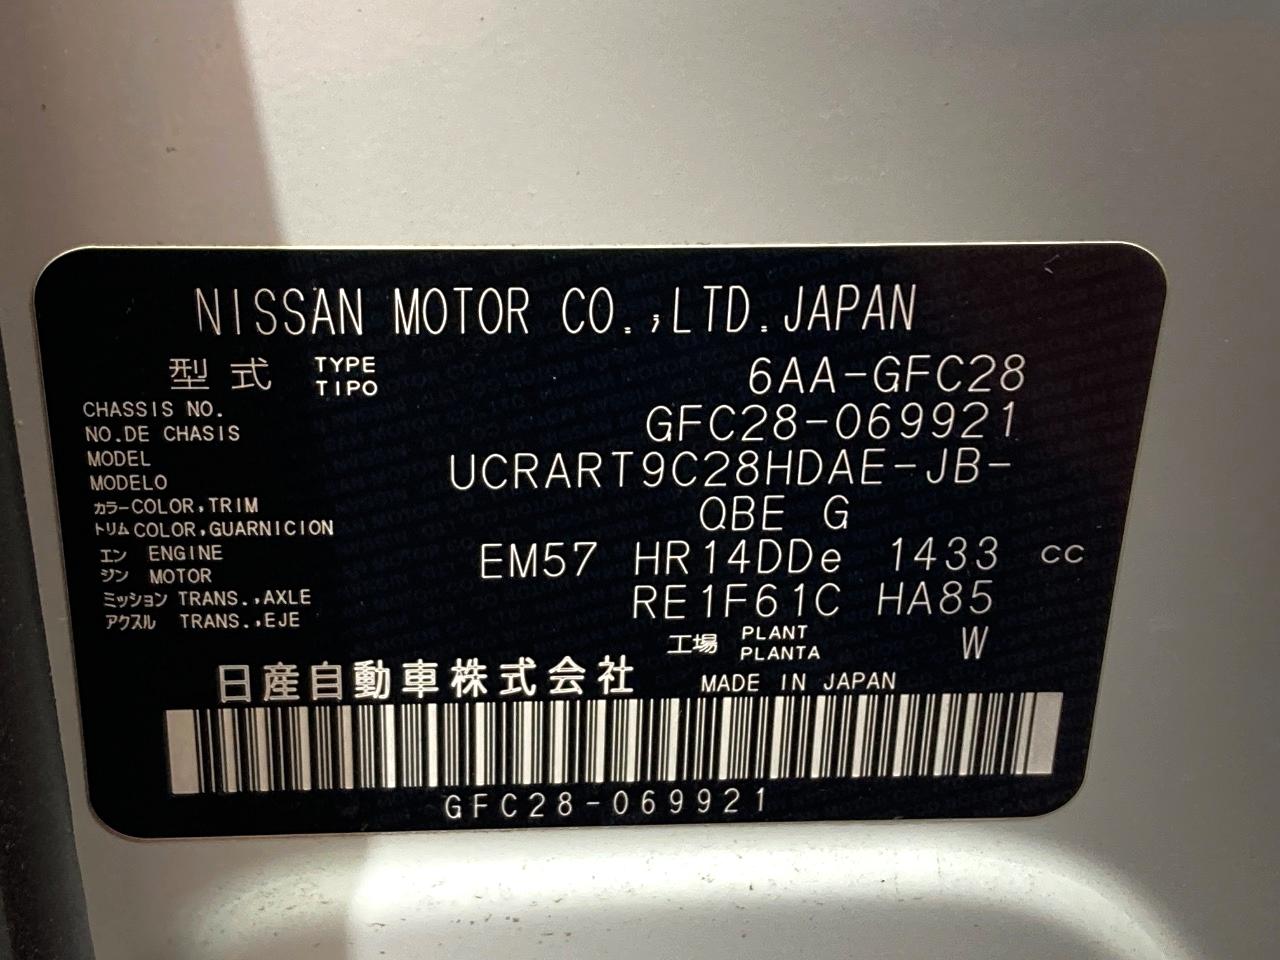 NISSAN MOTOR CO.,LTD.JAPAN
型式 TYPE TIPO 6AA-GFC28
CHASSIS NO.
NO.DE CHASIS GFC28-069921
MODEL
MODELO UCRART9C28HDAE-JB-
カラーCOLOR,TRIM
トリムCOLOR,GUARNICION QBE G
エン ENGINE
ジン MOTOR EM57 HR14DDe 1433 cc
ミッション TRANS.,AXLE
アクスル TRANS.,EJE RE1F61C HA85
工場 PLANT PLANTA W
日産自動車株式会社 MADE IN JAPAN
GFC28-069921